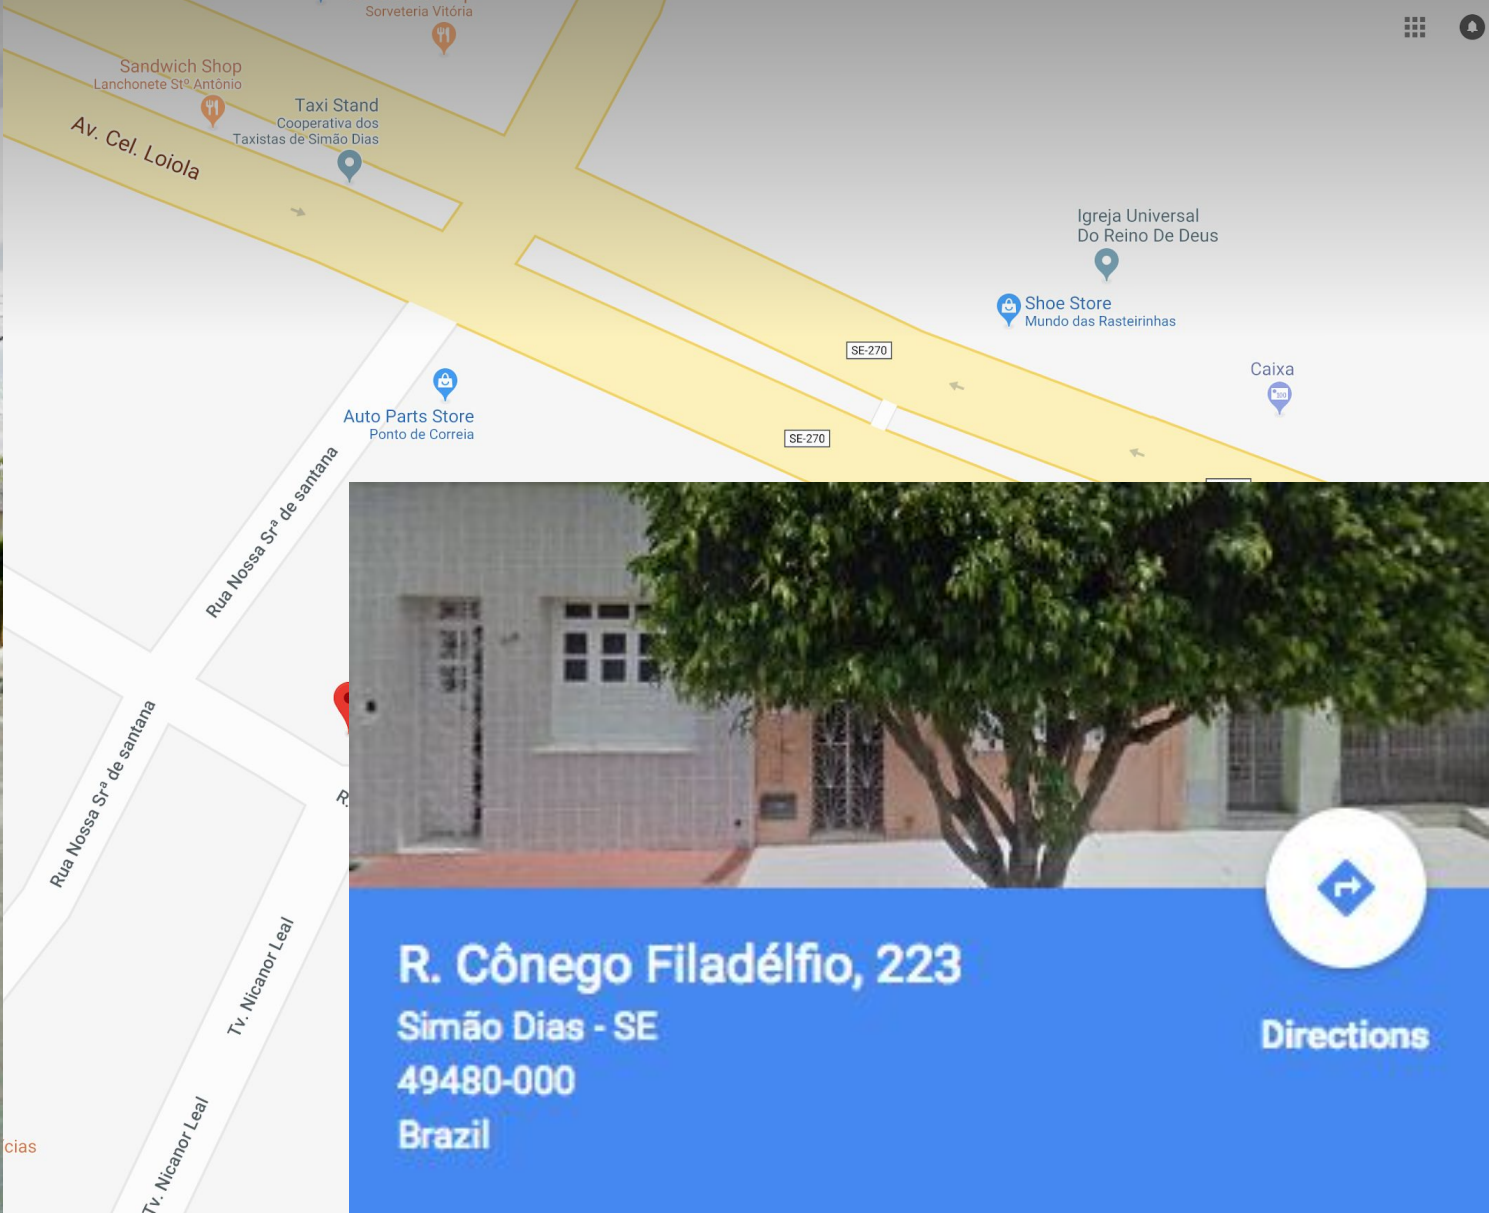 Sorveteria Vitória
Sandwich Shop
Lanchonete Stº Antônio
Taxi Stand
Cooperativa dos
Taxistas de Simão Dias
Av. Cel. Loiola
Igreja Universal
Do Reino De Deus
Shoe Store
Mundo das Rasteirinhas
SE-270
Caixa
Auto Parts Store
Ponto de Correia
SE-270
Rua Nossa Srª de santana
Rua Nossa Srª de santana
R.
Tv. Nicanor Leal
Tv. Nicanor Leal
cias
R. Cônego Filadélfio, 223
Simão Dias - SE
49480-000
Brazil
Directions